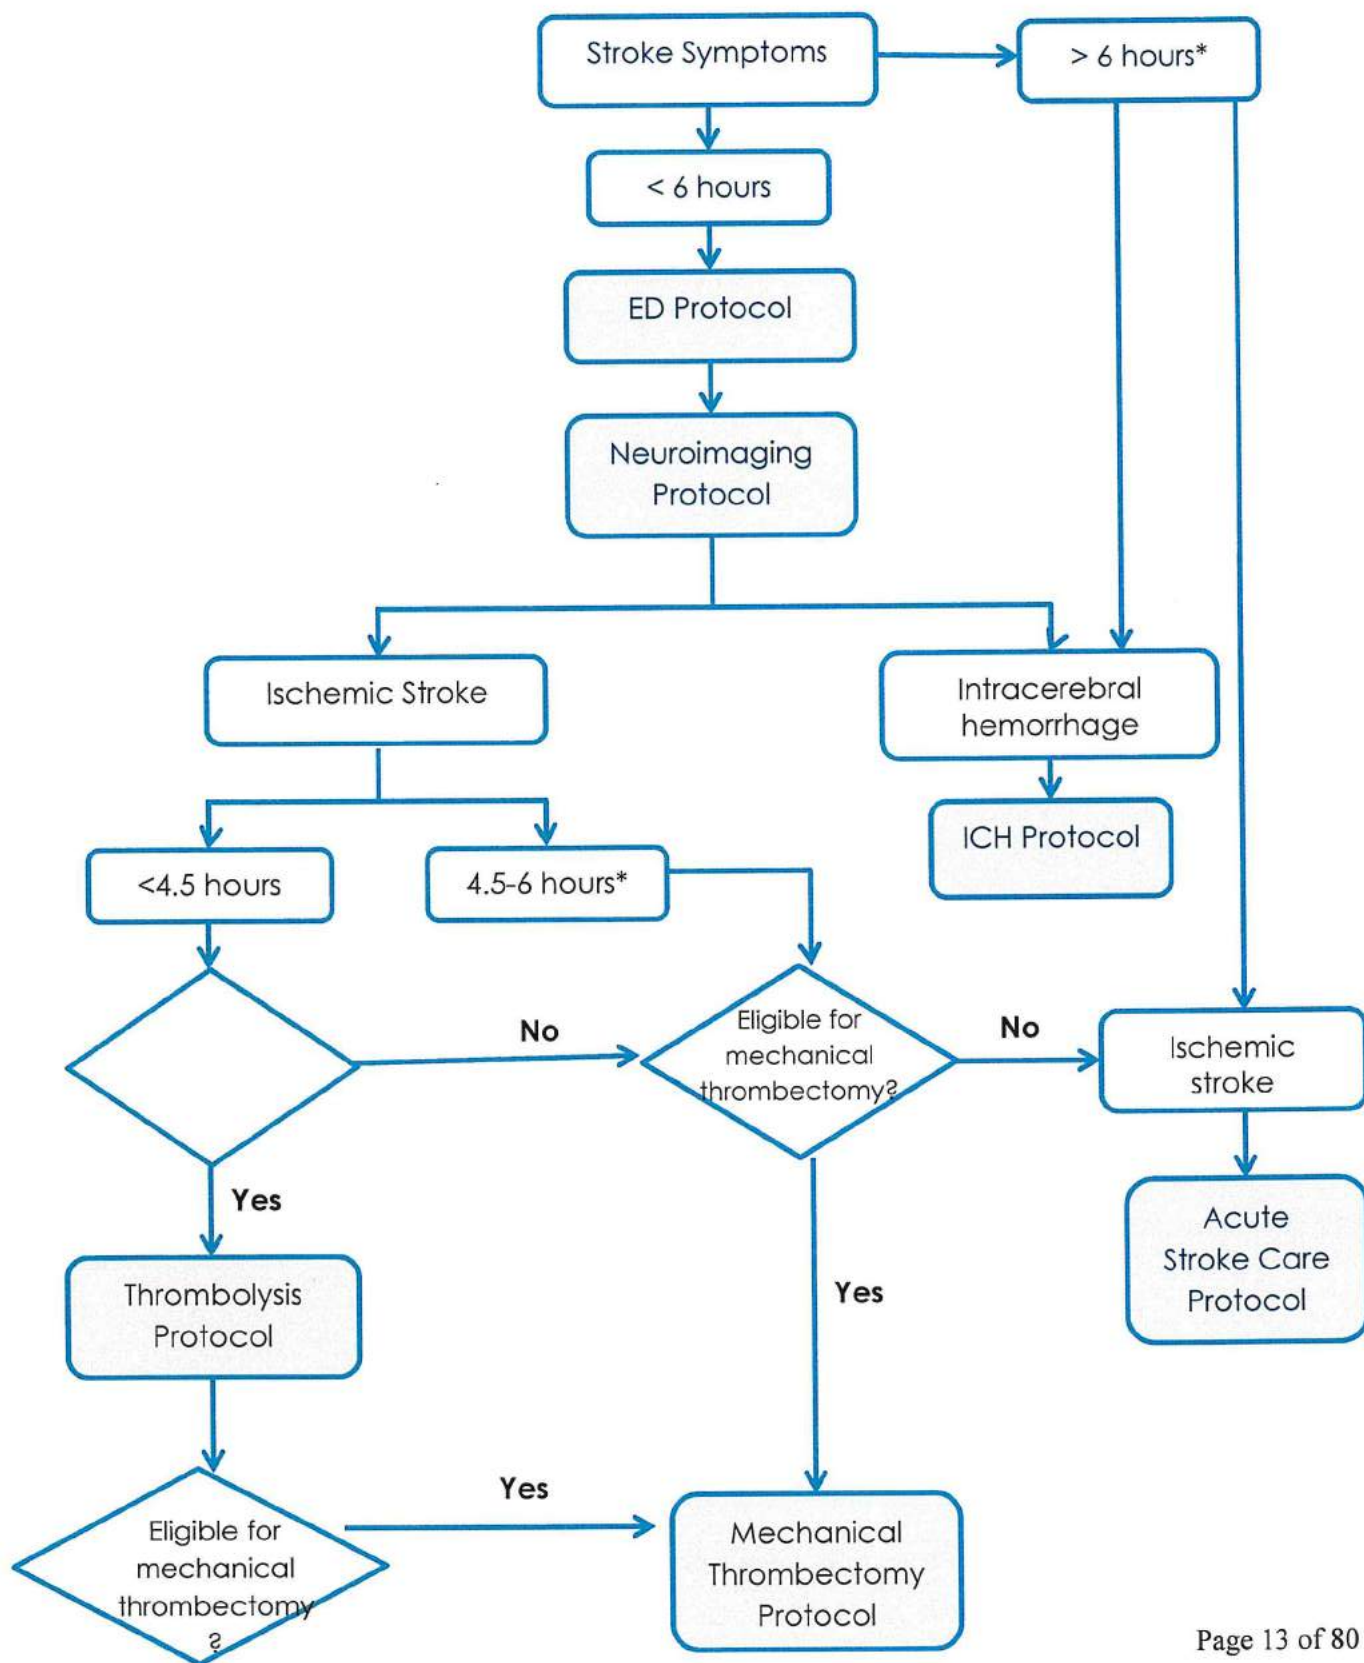 Stroke Symptoms
> 6 hours*
< 6 hours
ED Protocol
Neuroimaging
Protocol
Ischemic Stroke
Intracerebral
hemorrhage
ICH Protocol
<4.5 hours
4.5-6 hours*
Eligible for
mechanical
thrombectomy?
No
No
Ischemic
stroke
Yes
Acute
Stroke Care
Protocol
Thrombolysis
Protocol
Yes
Eligible for
mechanical
thrombectomy
?
Yes
Mechanical
Thrombectomy
Protocol
Page 13 of 80